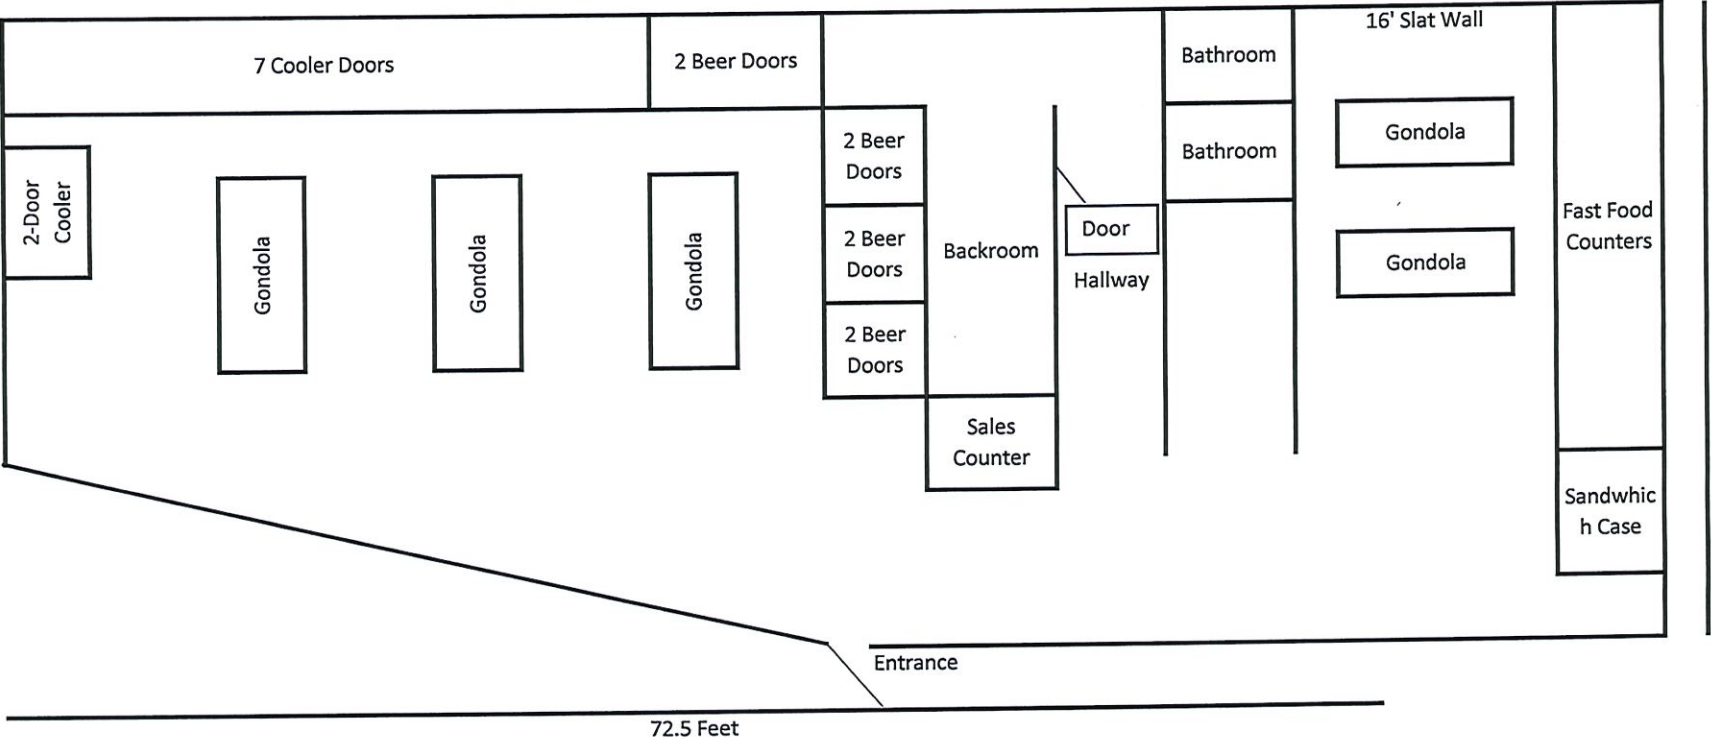 16' Slat Wall
7 Cooler Doors
2 Beer Doors
Bathroom
2-Door
Cooler
Gondola
Gondola
Gondola
2 Beer
Doors
2 Beer
Doors
2 Beer
Doors
Backroom
Door
Hallway
Bathroom
Gondola
Gondola
Fast Food
Counters
Sales
Counter
Sandwhic
h Case
Entrance
72.5 Feet